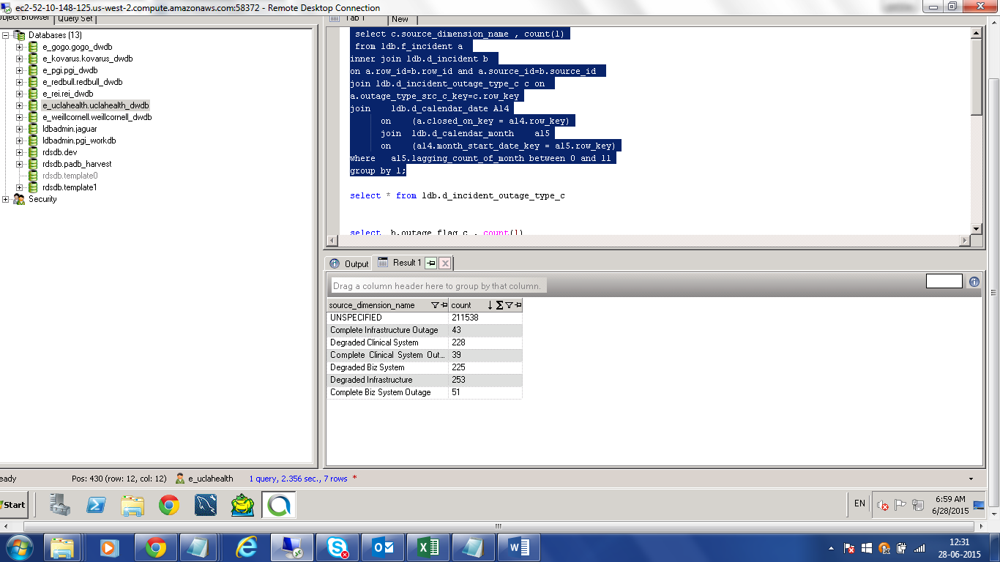 ec2-52-10-148-125.us-west-2.compute.amazonaws.com:58372 - Remote Desktop Connection
Object Browser
Query Set
Databases (13)
e_gogo.gogo_dwdb
e_kovarus.kovarus_dwdb
e_pgi.pgi_dwdb
e_redbull.redbull_dwdb
e_rei.rei_dwdb
e_uclahealth.uclahealth_dwdb
e_weillcornell.weillcornell_dwdb
ldbadmin.jaguar
ldbadmin.pgi_workdb
rdsdb.dev
rdsdb.padb_harvest
rdsdb.template0
rdsdb.template1
Security
Tab 1
New
select c.source_dimension_name , count(1)
from ldb.f_incident a
inner join ldb.d_incident b
on a.row_id=b.row_id and a.source_id=b.source_id
join ldb.d_incident_outage_type_c c on
a.outage_type_src_c_key=c.row_key
join ldb.d_calendar_date Al4
on (a.closed_on_key = al4.row_key)
join ldb.d_calendar_month al5
on (al4.month_start_date_key = al5.row_key)
where al5.lagging_count_of_month between 0 and 11
group by 1;
select * from ldb.d_incident_outage_type_c
select b.outage_flag_c , count(1)
Output
Result 1
Drag a column header here to group by that column.
source_dimension_name count
UNSPECIFIED 211538
Complete Infrastructure Outage 43
Degraded Clinical System 228
Complete Clinical System Out... 39
Degraded Biz System 225
Degraded Infrastructure 253
Complete Biz System Outage 51
eady
Pos: 430 (row: 12, col: 12)
e_uclahealth
1 query, 2.356 sec., 7 rows *
Start
EN
6:59 AM
6/28/2015
12:31
28-06-2015